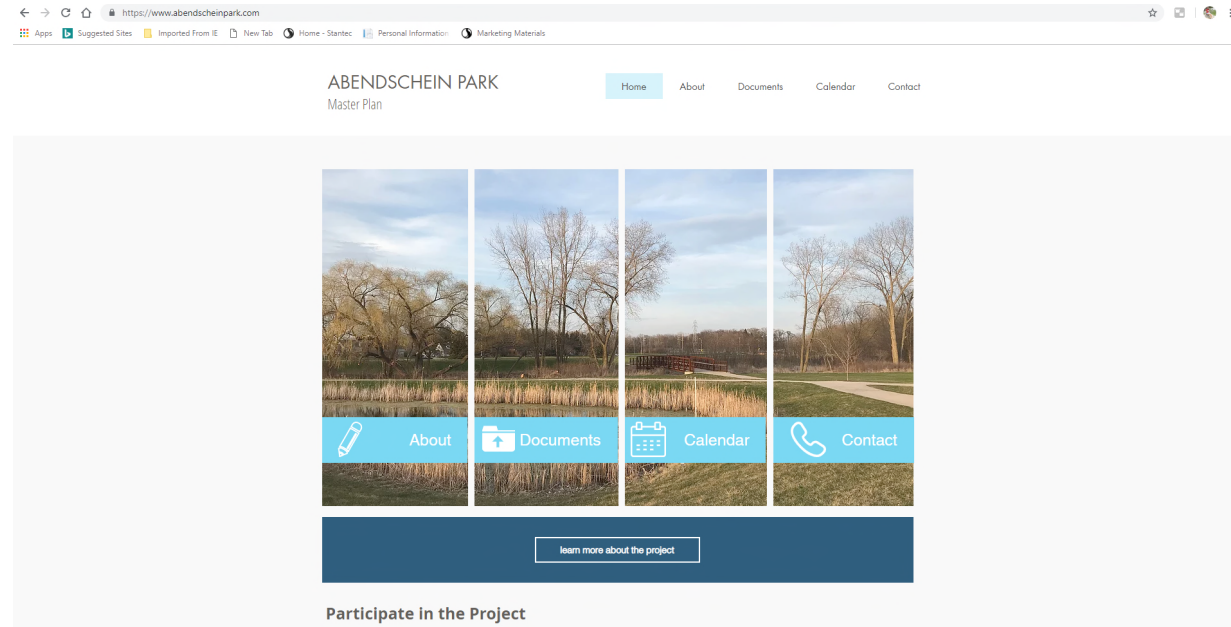 https://www.abendscheinpark.com
Apps Suggested Sites Imported From IE New Tab Home - Stantec Personal Information Marketing Materials
ABENDSCHEIN PARK
Master Plan
Home About Documents Calendar Contact
About Documents Calendar Contact
learn more about the project
Participate in the Project